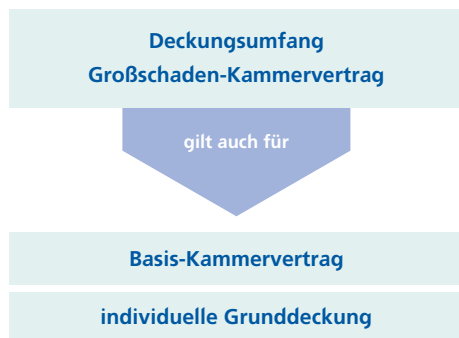 Deckungsumfang
Großschaden-Kammervertrag
gilt auch für
Basis-Kammervertrag
individuelle Grunddeckung